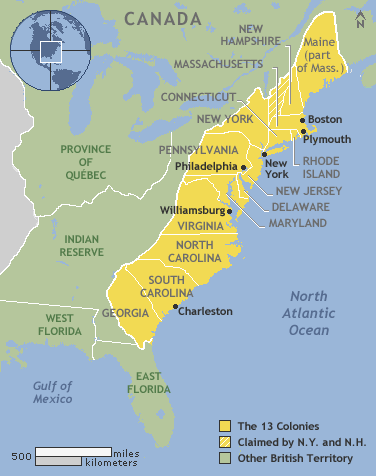 CANADA
N
NEW
HAMPSHIRE
Maine
(part
of Mass.)
MASSACHUSETTS
CONNECTICUT
NEW YORK
Boston
Plymouth
PENNSYLVANIA
PROVINCE
OF
QUÉBEC
Philadelphia
New
York
RHODE
ISLAND
NEW JERSEY
Williamsburg
DELAWARE
VIRGINIA
MARYLAND
INDIAN
RESERVE
NORTH
CAROLINA
SOUTH
CAROLINA
North
Atlantic
Ocean
GEORGIA
Charleston
WEST
FLORIDA
EAST
FLORIDA
Gulf of
Mexico
The 13 Colonies
Claimed by N.Y. and N.H.
Other British Territory
500 miles
kilometers